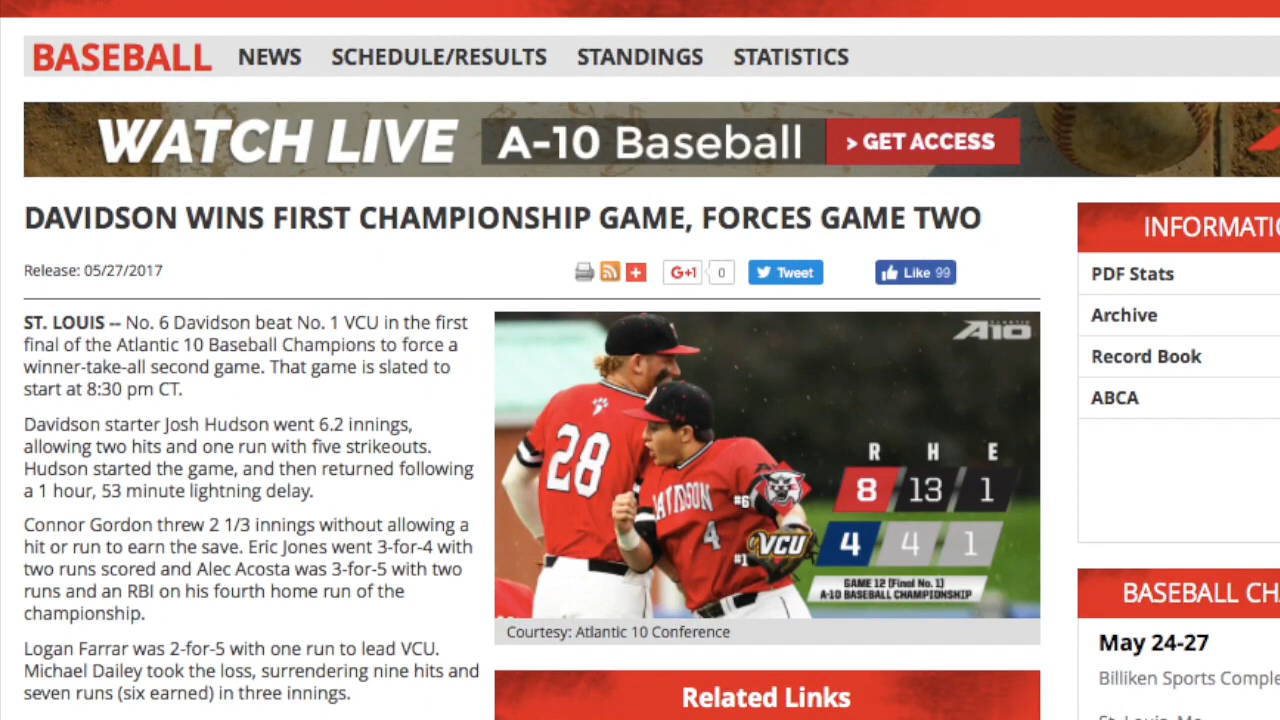 BASEBALL NEWS SCHEDULE/RESULTS STANDINGS STATISTICS
WATCH LIVE A-10 Baseball > GET ACCESS
DAVIDSON WINS FIRST CHAMPIONSHIP GAME, FORCES GAME TWO
Release: 05/27/2017
G+1 0 Tweet Like 99
ST. LOUIS -- No. 6 Davidson beat No. 1 VCU in the first
final of the Atlantic 10 Baseball Champions to force a
winner-take-all second game. That game is slated to
start at 8:30 pm CT.
Davidson starter Josh Hudson went 6.2 innings,
allowing two hits and one run with five strikeouts.
Hudson started the game, and then returned following
a 1 hour, 53 minute lightning delay.
Connor Gordon threw 2 1/3 innings without allowing a
hit or run to earn the save. Eric Jones went 3-for-4 with
two runs scored and Alec Acosta was 3-for-5 with two
runs and an RBI on his fourth home run of the
championship.
Logan Farrar was 2-for-5 with one run to lead VCU.
Michael Dailey took the loss, surrendering nine hits and
seven runs (six earned) in three innings.
ATLANTIC
A10
28
DAVIDSON
4
R H E
#6 8 13 1
#1 VCU 4 4 1
GAME 12 (Final No. 1)
A-10 BASEBALL CHAMPIONSHIP
Courtesy: Atlantic 10 Conference
Related Links
INFORMATIO
PDF Stats
Archive
Record Book
ABCA
BASEBALL CHA
May 24-27
Billiken Sports Comple